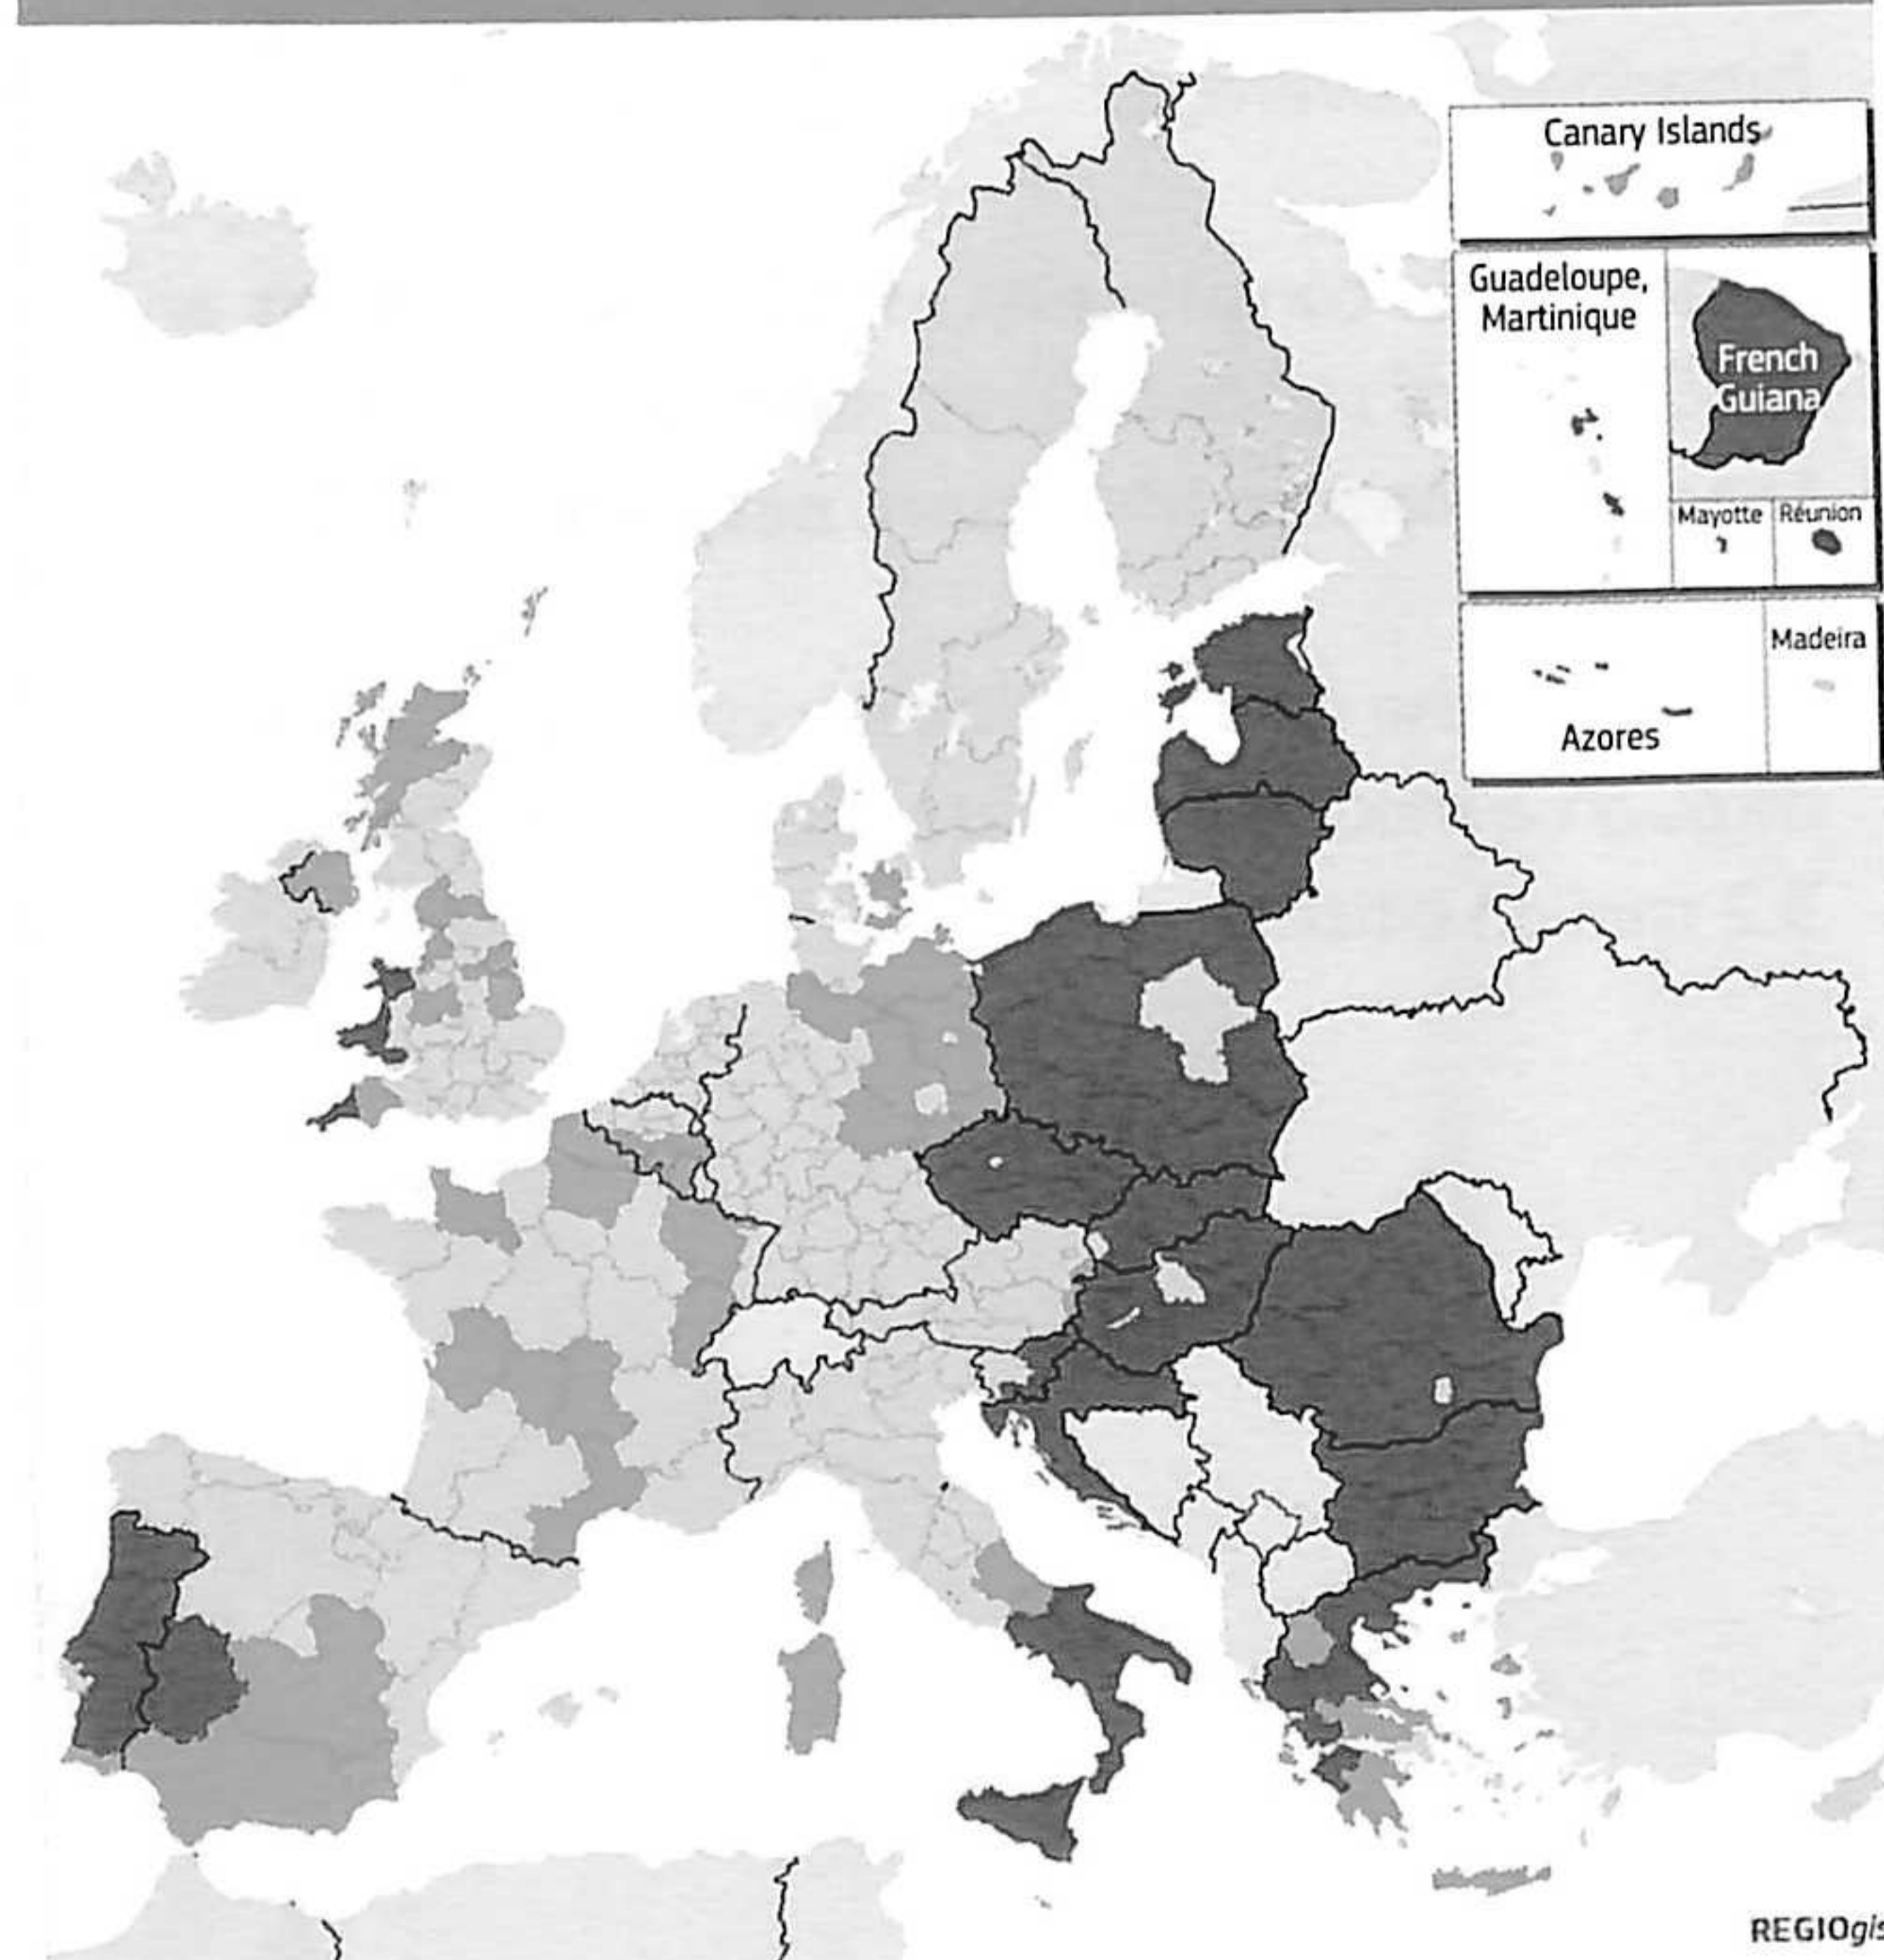 Canary Islands
Guadeloupe,
Martinique
French
Guiana
Mayotte
Réunion
Madeira
Azores
REGIOgis